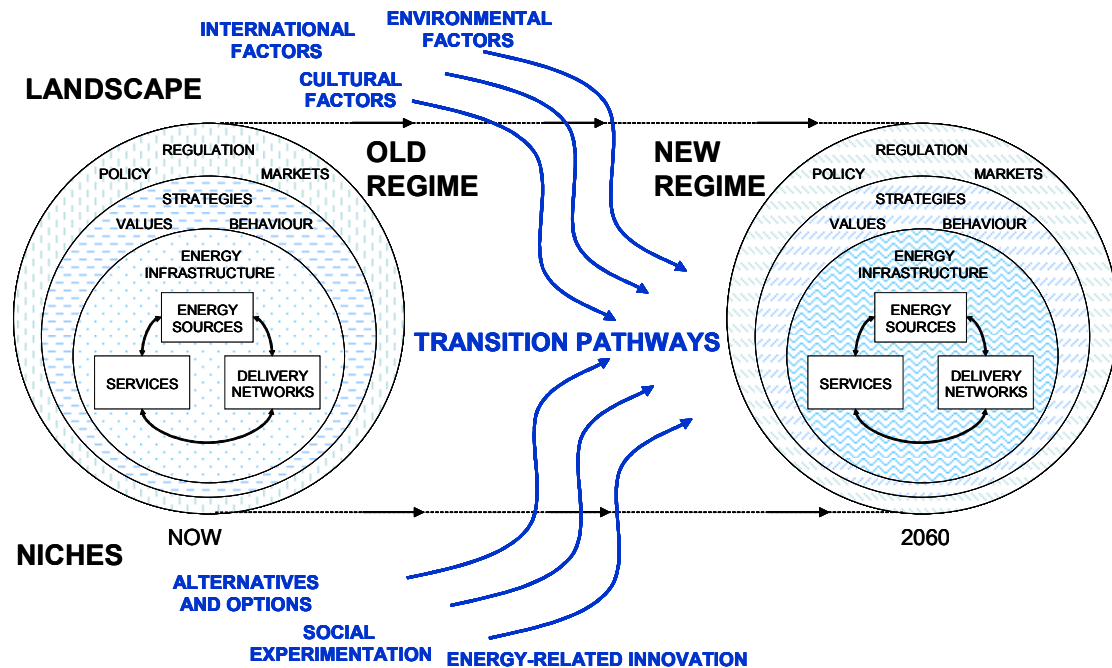 INTERNATIONAL
FACTORS
ENVIRONMENTAL
FACTORS
CULTURAL
FACTORS
LANDSCAPE
OLD
REGIME
NEW
REGIME
REGULATION
POLICY
MARKETS
STRATEGIES
VALUES
BEHAVIOUR
ENERGY
INFRASTRUCTURE
ENERGY
SOURCES
SERVICES
DELIVERY
NETWORKS
TRANSITION PATHWAYS
REGULATION
POLICY
MARKETS
STRATEGIES
VALUES
BEHAVIOUR
ENERGY
INFRASTRUCTURE
ENERGY
SOURCES
SERVICES
DELIVERY
NETWORKS
NOW
2060
NICHES
ALTERNATIVES
AND OPTIONS
SOCIAL
EXPERIMENTATION
ENERGY-RELATED INNOVATION